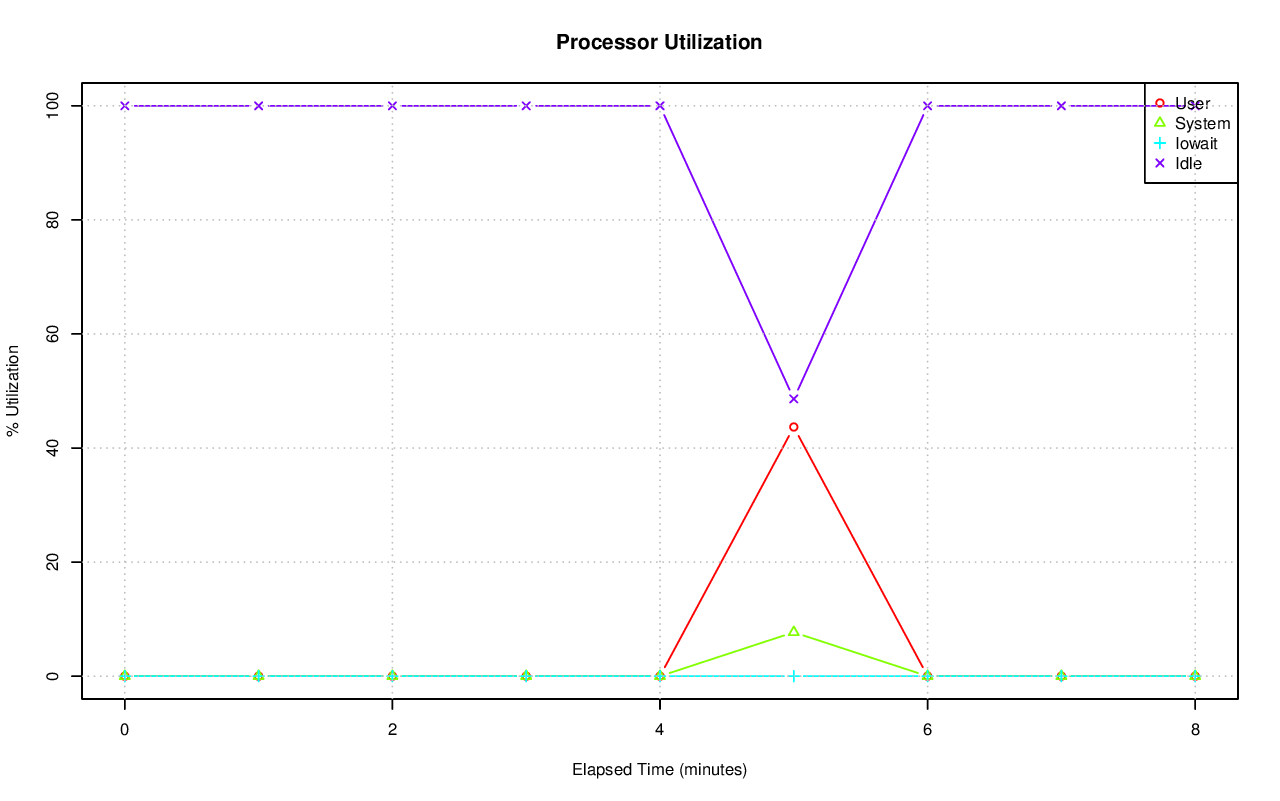 Processor Utilization
User
System
Iowait
Idle
100
80
60
40
20
0
% Utilization
0 2 4 6 8
Elapsed Time (minutes)